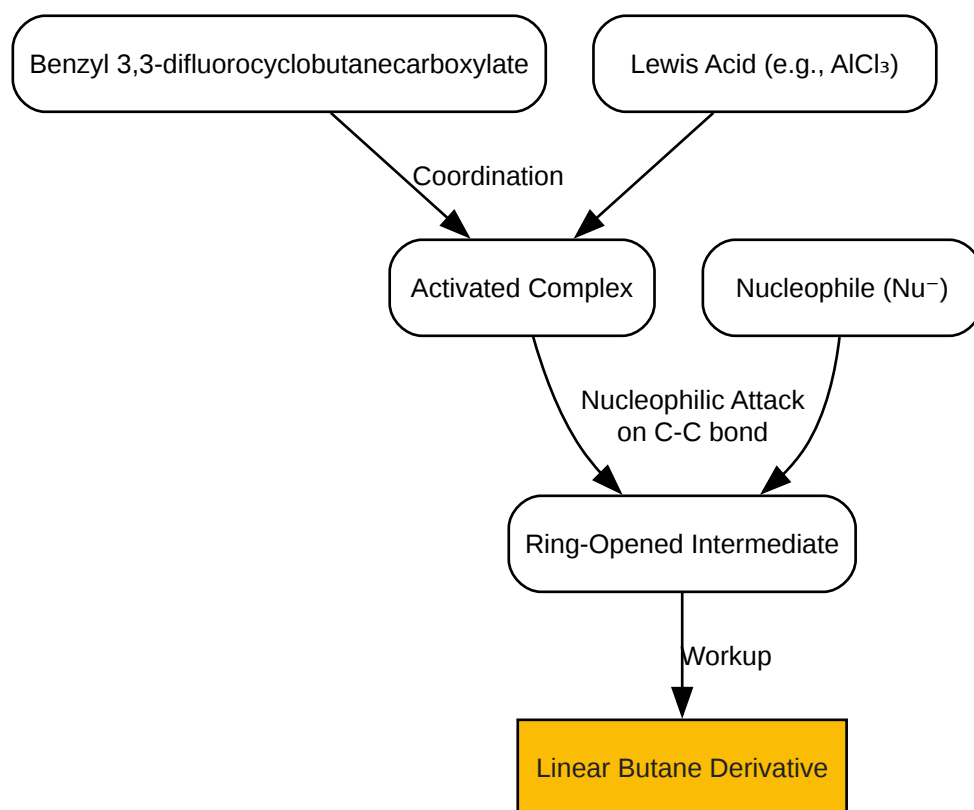 Benzyl 3,3-difluorocyclobutanecarboxylate
Lewis Acid (e.g., AlCl₃)
Coordination
Activated Complex
Nucleophile (Nu⁻)
Nucleophilic Attack
on C-C bond
Ring-Opened Intermediate
Workup
Linear Butane Derivative